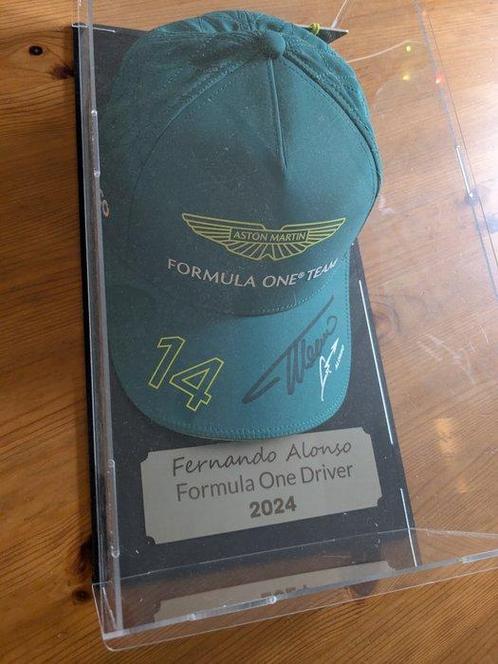 ASTON MARTIN
FORMULA ONE® TEAM
14
Fernando Alonso
Formula One Driver
2024